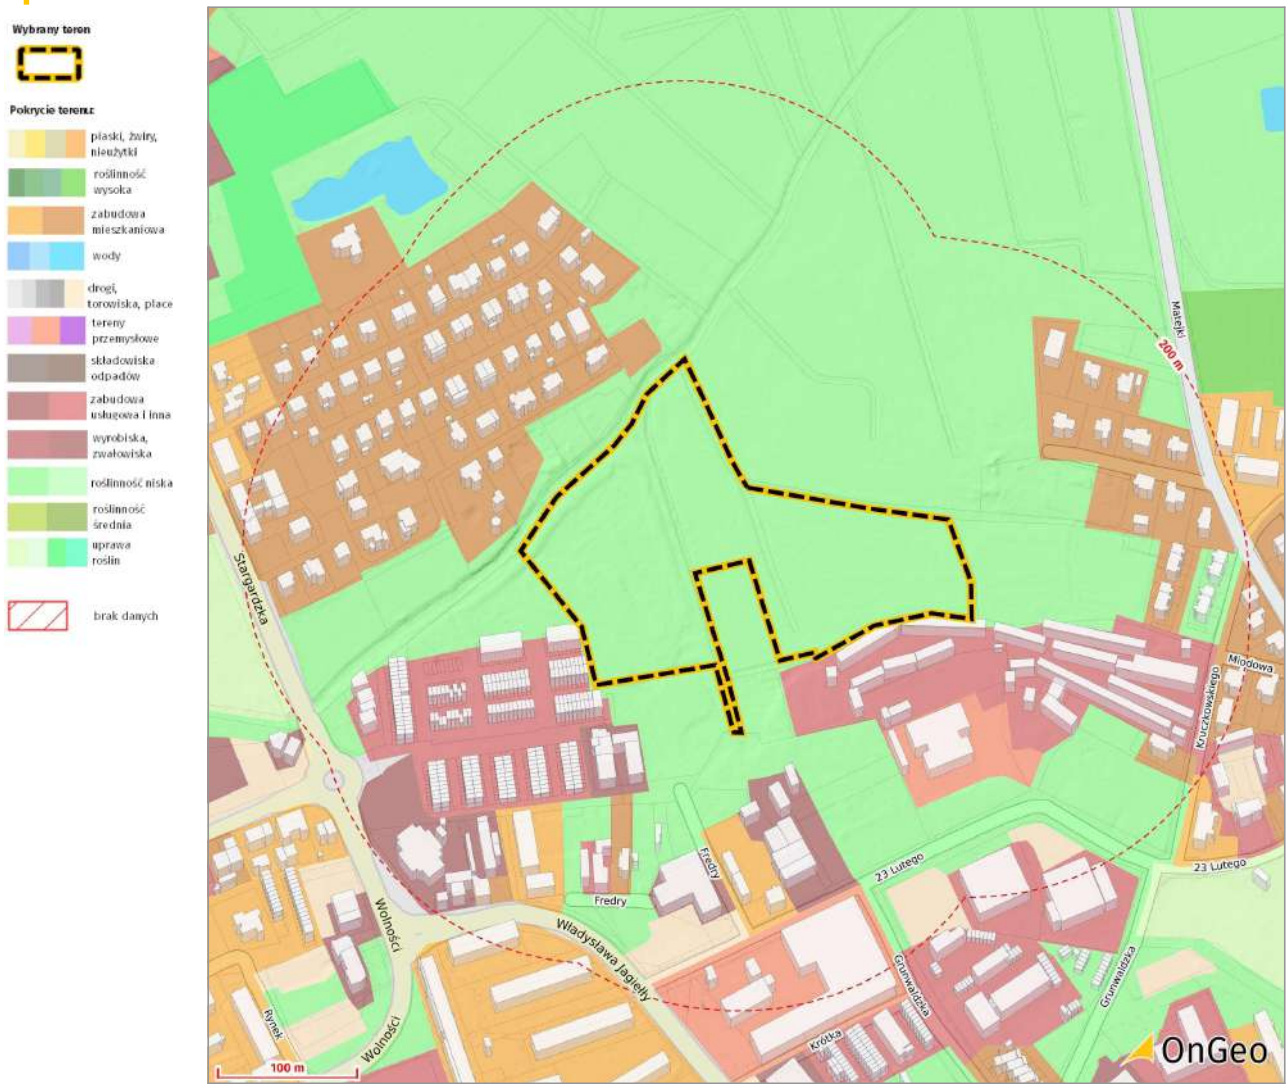 Wybrany teren
Pokrycie terenu:
piaski, żwiry,
nieużytki
roślinność
wysoka
zabudowa
mieszkaniowa
wody
drogi,
torowiska, place
tereny
przemysłowe
składowiska
odpadów
zabudowa
usługowa i inna
wyrobiska,
zwałowiska
roślinność niska
roślinność
średnia
uprawa
roślin
brak danych
Matejki
200 m
Stargardzka
Miodowa
Kruczkowskiego
Fredry
23 Lutego
23 Lutego
Fredry
Wolności
Władysława Jagiełły
Grunwaldzka
Grunwaldzka
Rynek
Wolności
Krótka
100 m
OnGeo